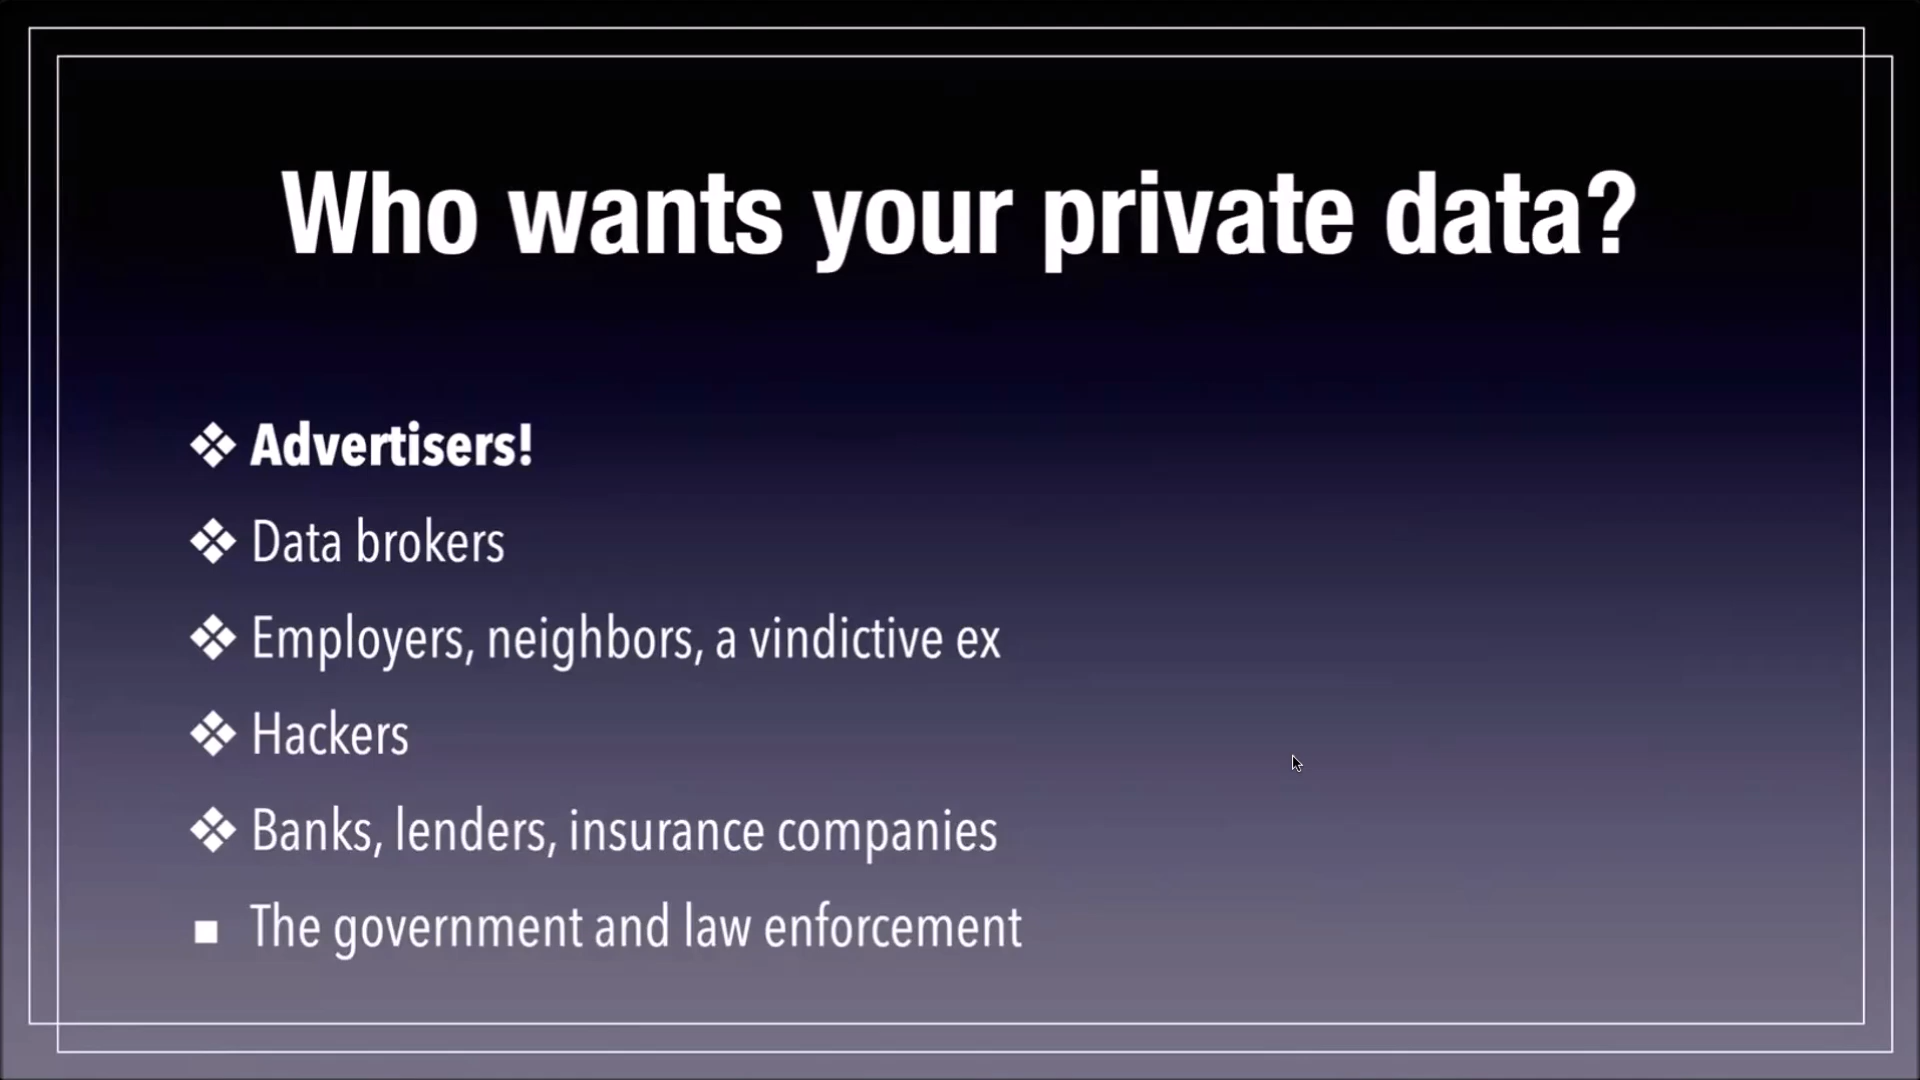 Who wants your private data?
❖ Advertisers!
❖ Data brokers
❖ Employers, neighbors, a vindictive ex
❖ Hackers
❖ Banks, lenders, insurance companies
▪ The government and law enforcement